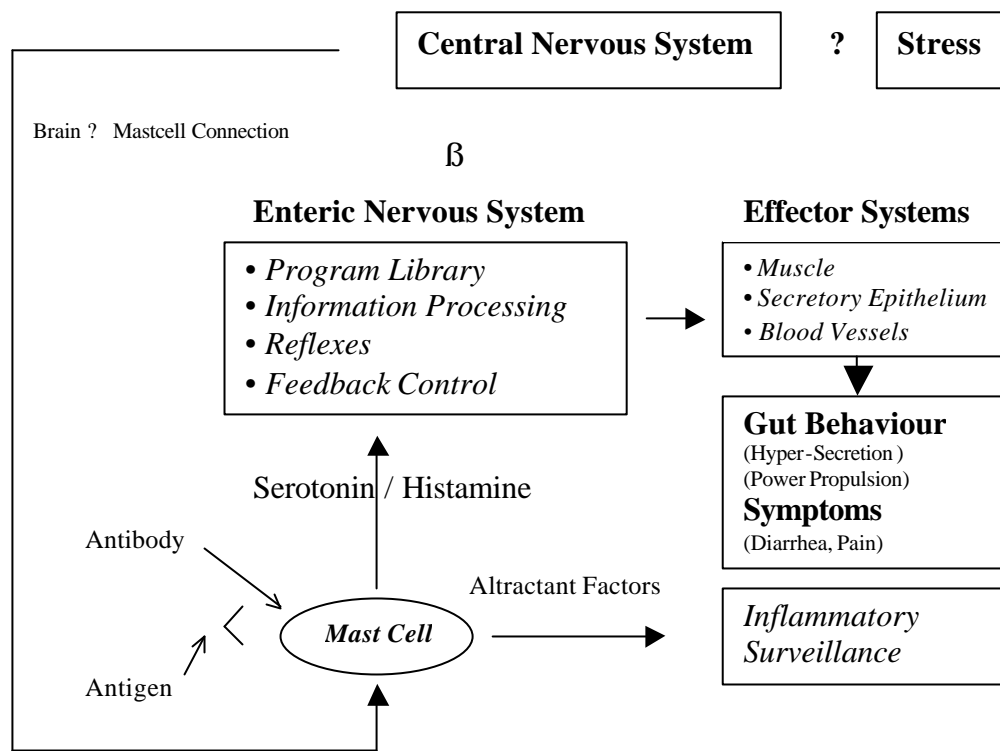 Central Nervous System ? Stress
Brain ? Mastcell Connection
ß
Enteric Nervous System
• Program Library
• Information Processing
• Reflexes
• Feedback Control
Effector Systems
• Muscle
• Secretory Epithelium
• Blood Vessels
Gut Behaviour
(Hyper-Secretion )
(Power Propulsion)
Symptoms
(Diarrhea, Pain)
Serotonin / Histamine
Antibody
Antigen
Mast Cell
Altractant Factors
Inflammatory
Surveillance